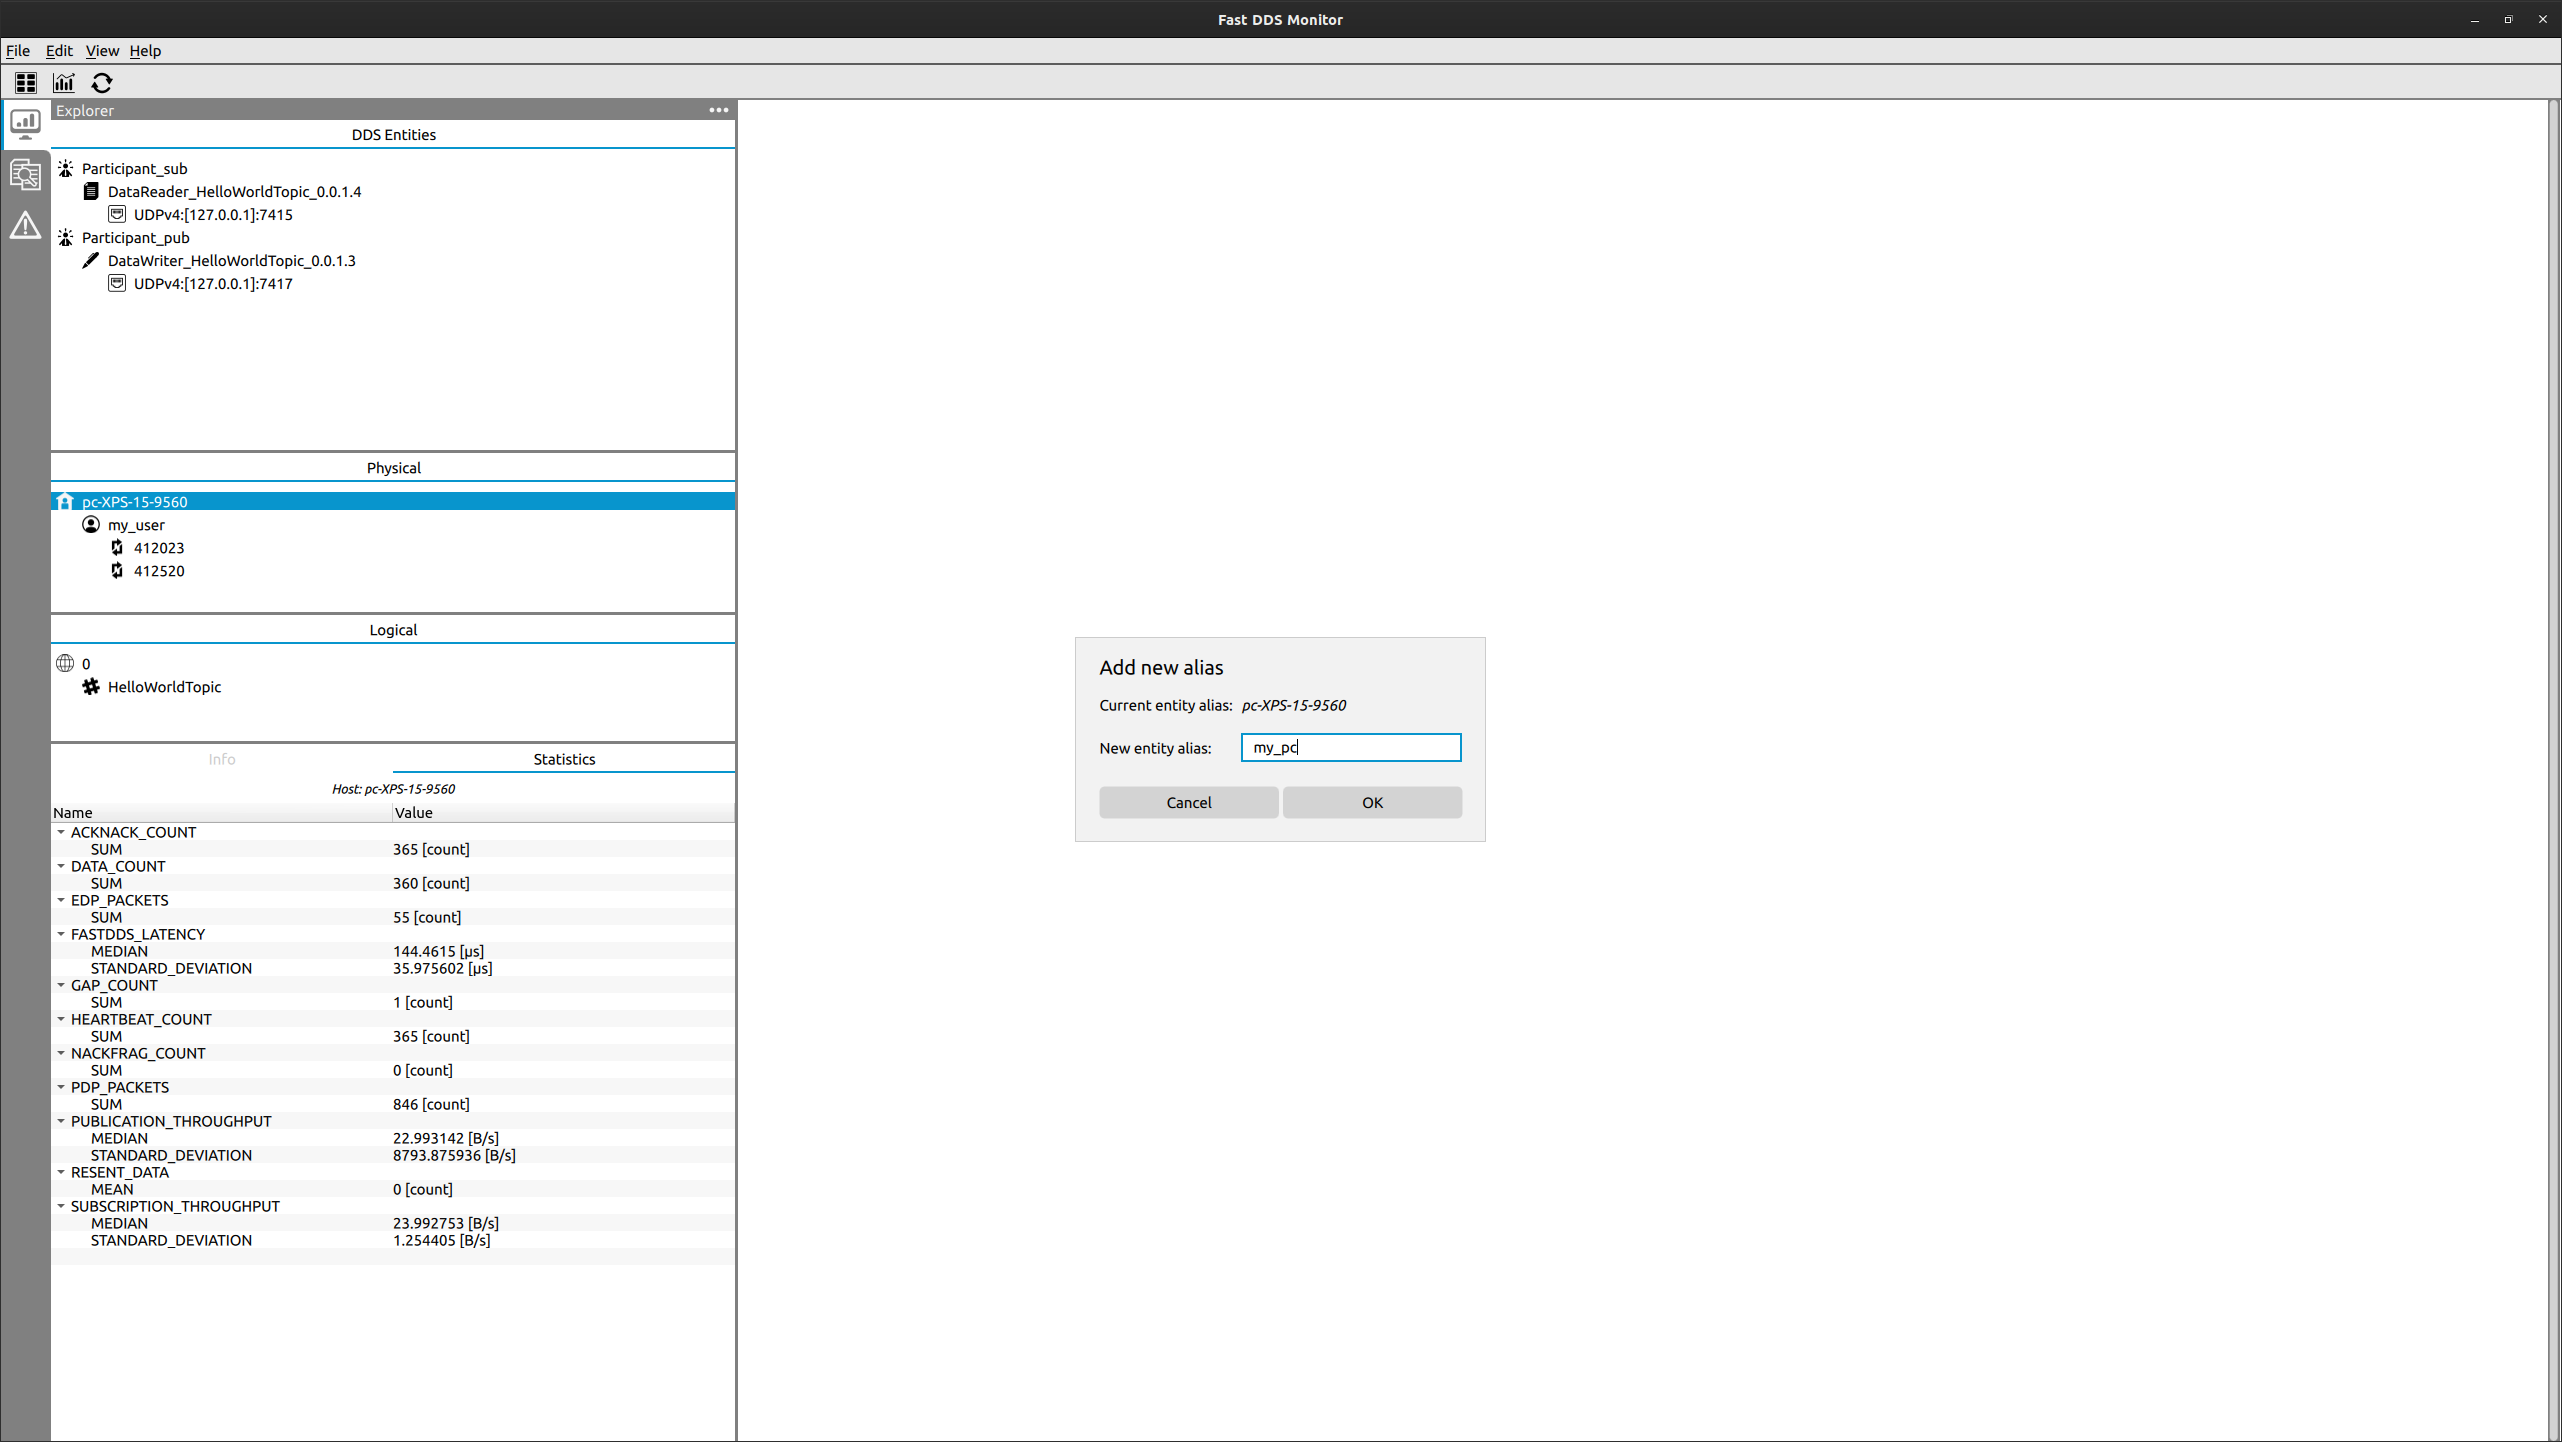 Fast DDS Monitor
File Edit View Help
Explorer
DDS Entities
Participant_sub
DataReader_HelloWorldTopic_0.0.1.4
UDPv4:[127.0.0.1]:7415
Participant_pub
DataWriter_HelloWorldTopic_0.0.1.3
UDPv4:[127.0.0.1]:7417
Physical
pc-XPS-15-9560
my_user
412023
412520
Logical
0
HelloWorldTopic
Info Statistics
Host: pc-XPS-15-9560
Name Value
ACKNACK_COUNT
SUM 365 [count]
DATA_COUNT
SUM 360 [count]
EDP_PACKETS
SUM 55 [count]
FASTDDS_LATENCY
MEDIAN 144.4615 [µs]
STANDARD_DEVIATION 35.975602 [µs]
GAP_COUNT
SUM 1 [count]
HEARTBEAT_COUNT
SUM 365 [count]
NACKFRAG_COUNT
SUM 0 [count]
PDP_PACKETS
SUM 846 [count]
PUBLICATION_THROUGHPUT
MEDIAN 22.993142 [B/s]
STANDARD_DEVIATION 8793.875936 [B/s]
RESENT_DATA
MEAN 0 [count]
SUBSCRIPTION_THROUGHPUT
MEDIAN 23.992753 [B/s]
STANDARD_DEVIATION 1.254405 [B/s]
Add new alias
Current entity alias: pc-XPS-15-9560
New entity alias: my_pc
Cancel OK